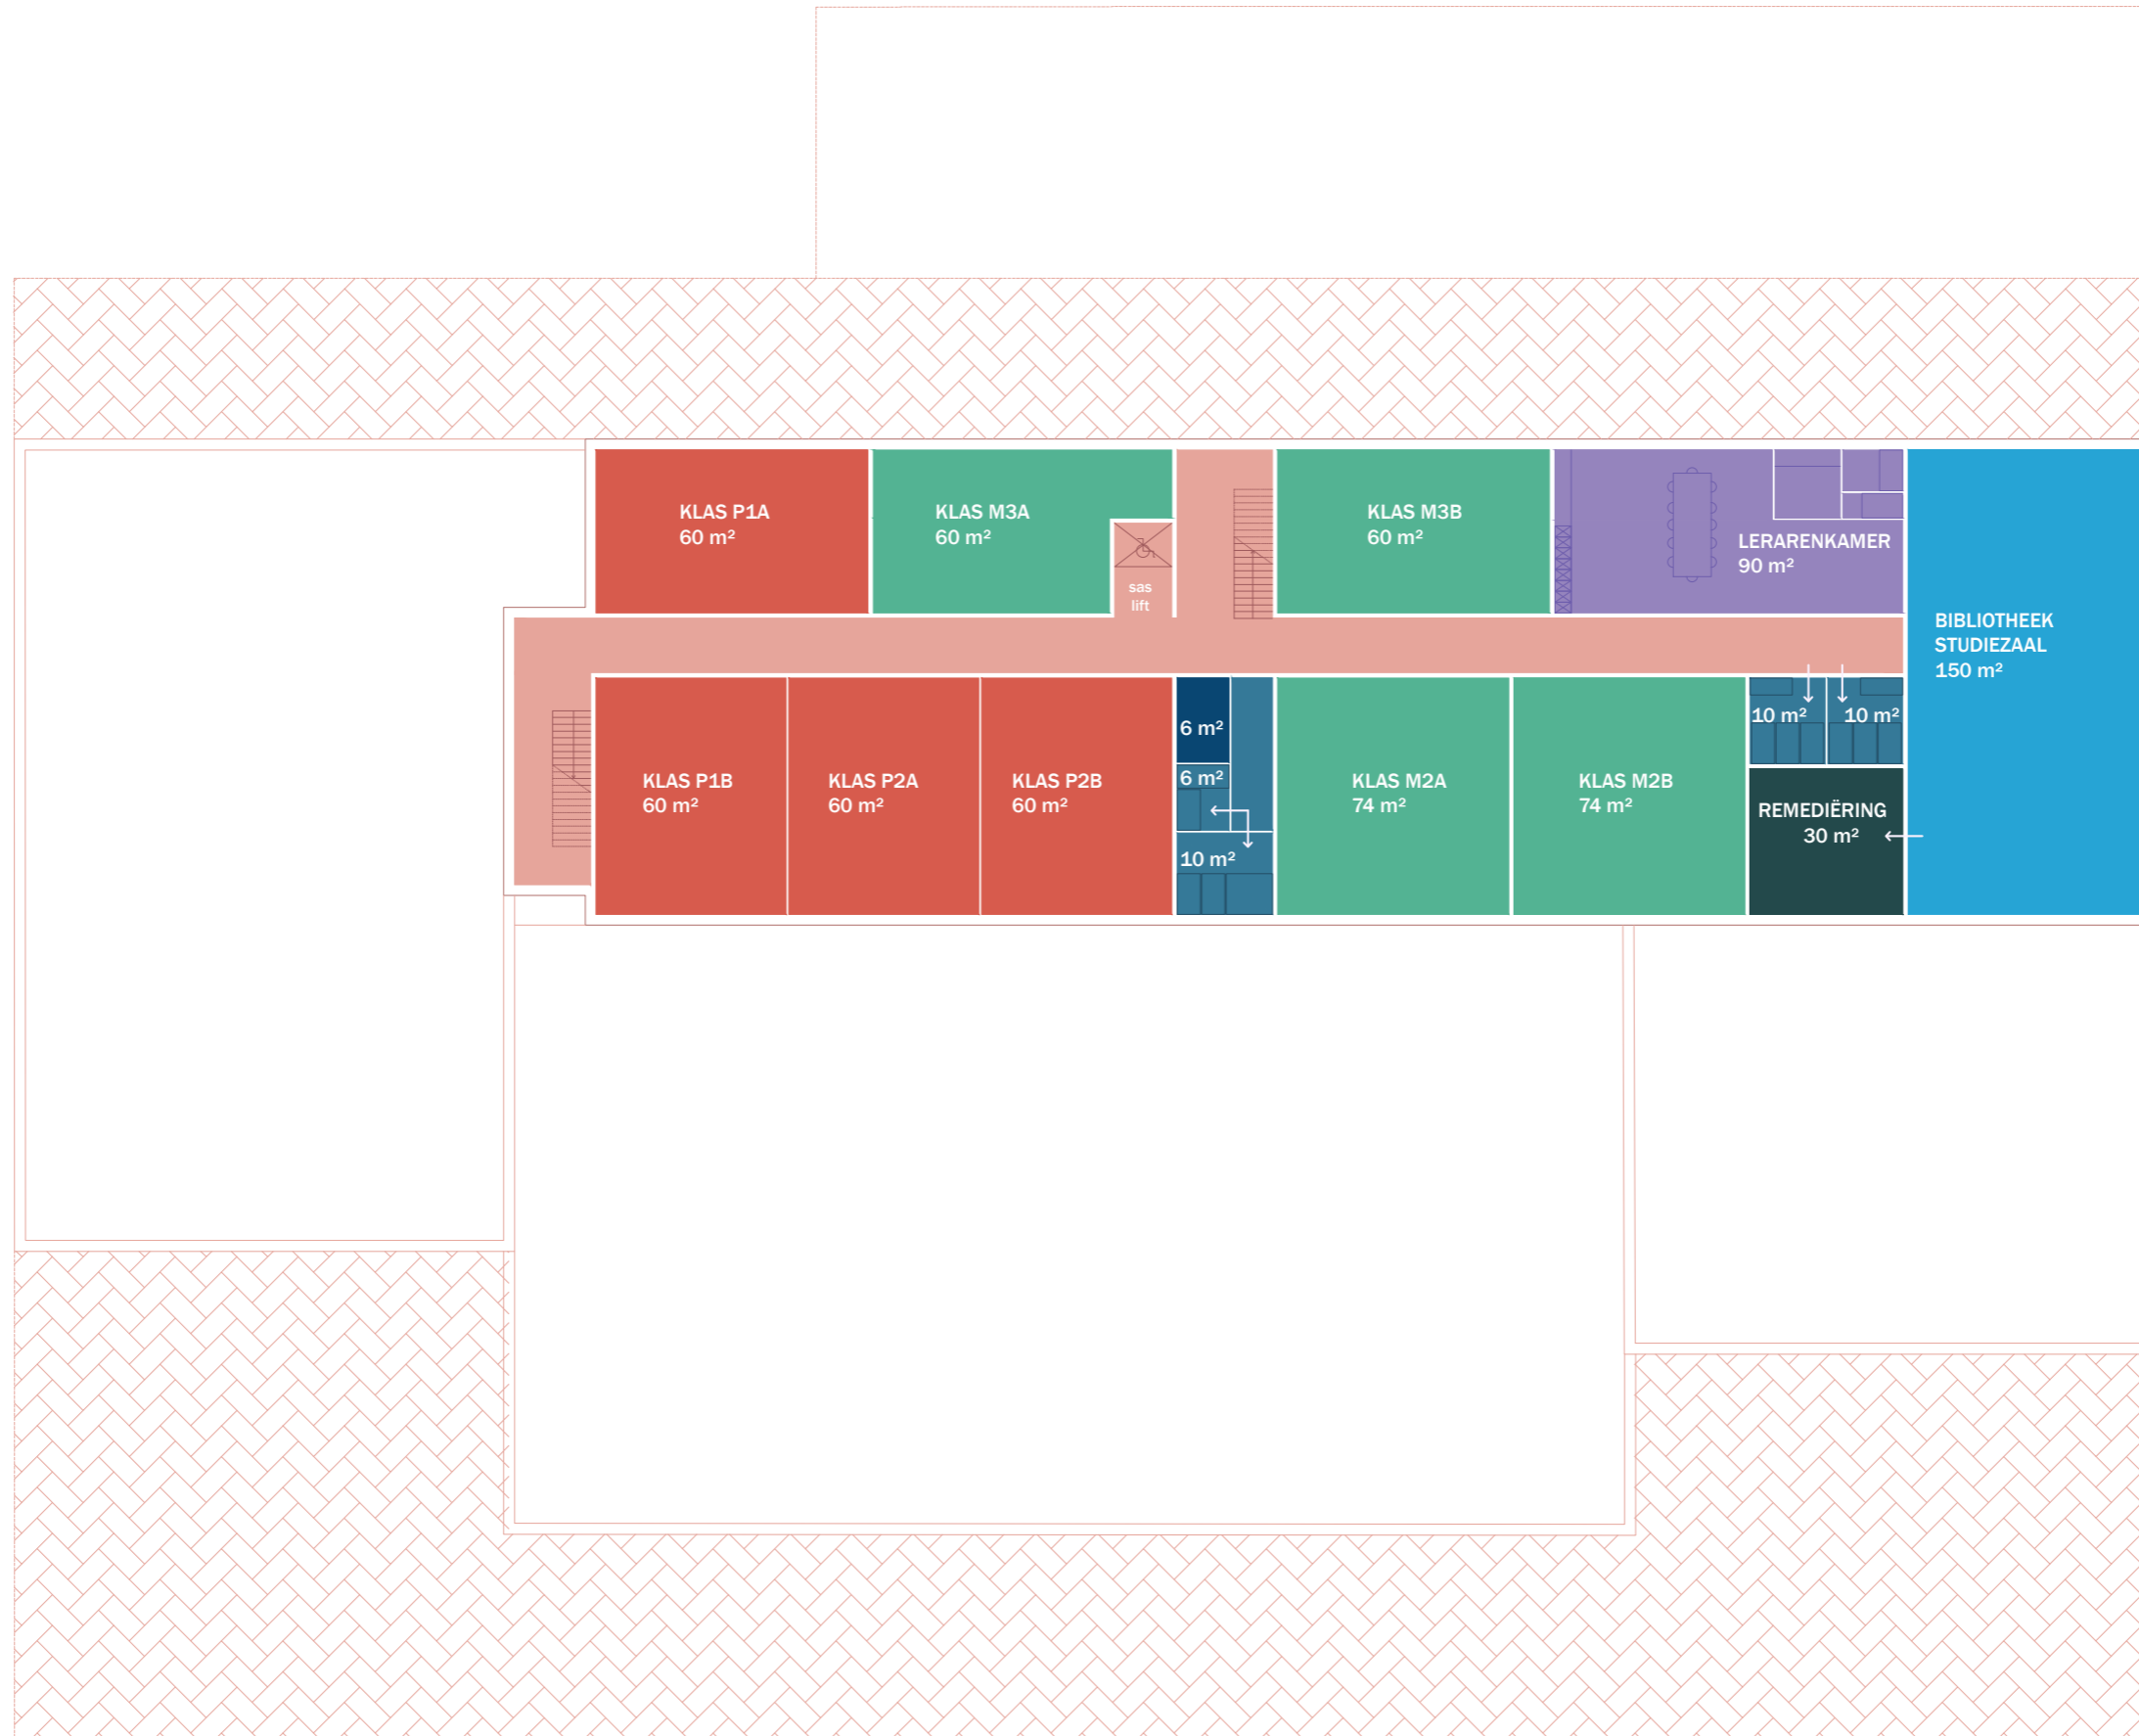 KLAS P1A
60 m²
KLAS M3A
60 m²
sas
lift
KLAS M3B
60 m²
LERARENKAMER
90 m²
BIBLIOTHEEK
STUDIEZAAL
150 m²
KLAS P1B
60 m²
KLAS P2A
60 m²
KLAS P2B
60 m²
6 m²
6 m²
10 m²
KLAS M2A
74 m²
KLAS M2B
74 m²
10 m²
10 m²
REMEDIËRING
30 m²